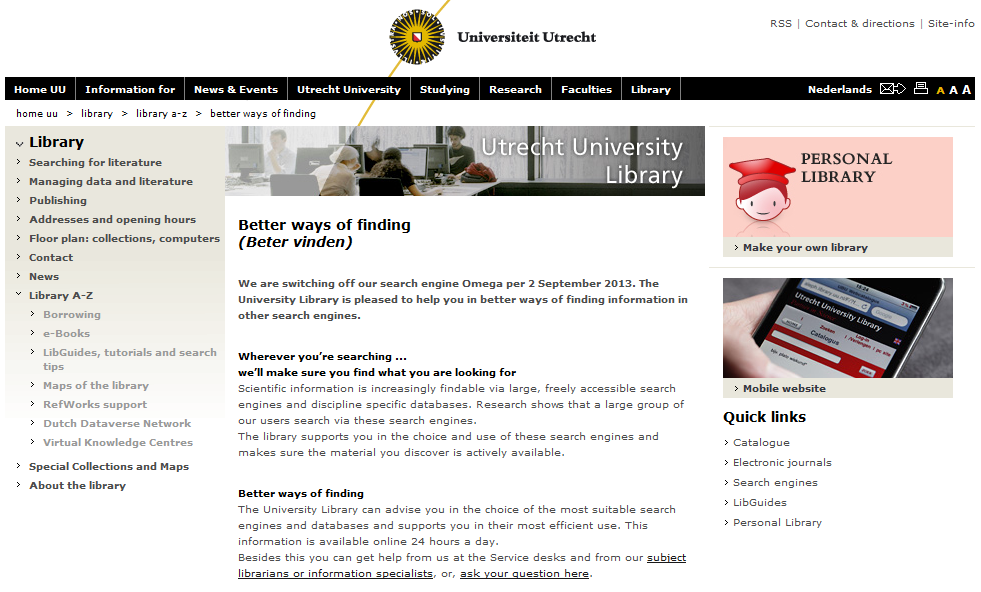 Universiteit Utrecht
RSS | Contact & directions | Site-info
Home UU
Information for
News & Events
Utrecht University
Studying
Research
Faculties
Library
Nederlands
A A A
home uu > library > library a-z > better ways of finding
Library
Searching for literature
Managing data and literature
Publishing
Addresses and opening hours
Floor plan: collections, computers
Contact
News
Library A-Z
Borrowing
e-Books
LibGuides, tutorials and search
tips
Maps of the library
RefWorks support
Dutch Dataverse Network
Virtual Knowledge Centres
Special Collections and Maps
About the library
Utrecht University
Library
Better ways of finding
(Beter vinden)
We are switching off our search engine Omega per 2 September 2013. The
University Library is pleased to help you in better ways of finding information in
other search engines.
Wherever you're searching ...
we'll make sure you find what you are looking for
Scientific information is increasingly findable via large, freely accessible search
engines and discipline specific databases. Research shows that a large group of
our users search via these search engines.
The library supports you in the choice and use of these search engines and
makes sure the material you discover is actively available.
Better ways of finding
The University Library can advise you in the choice of the most suitable search
engines and databases and supports you in their most efficient use. This
information is available online 24 hours a day.
Besides this you can get help from us at the Service desks and from our subject
librarians or information specialists, or, ask your question here.
PERSONAL
LIBRARY
Make your own library
Utrecht University Library
Zoeken
Catalogus
Google
Mobile website
Quick links
Catalogue
Electronic journals
Search engines
LibGuides
Personal Library